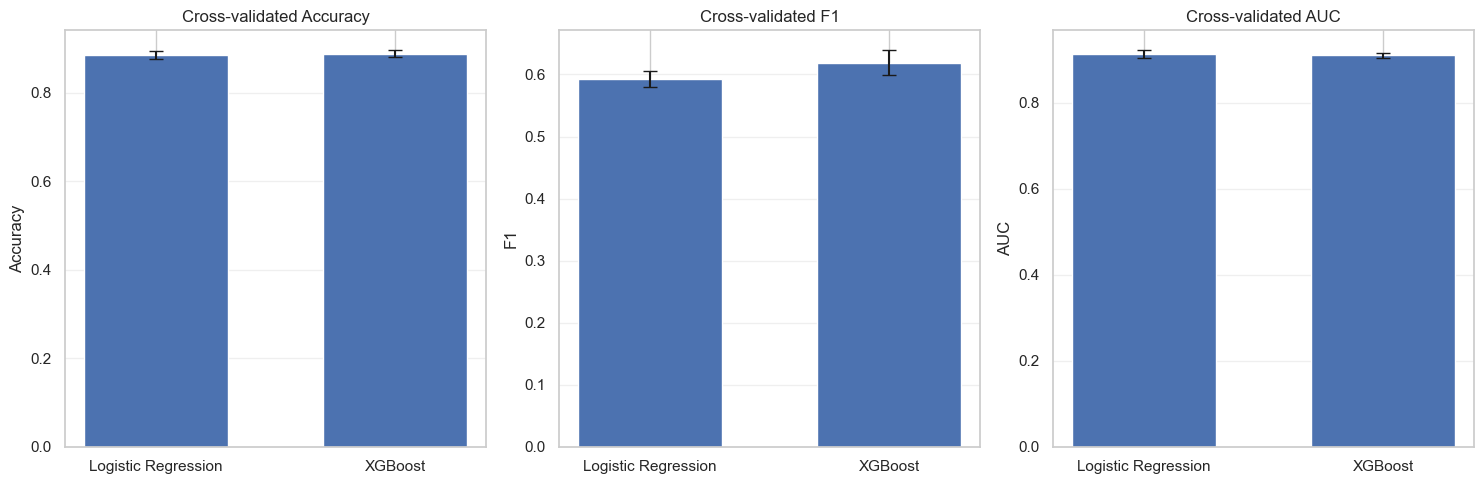 Cross-validated Accuracy
Accuracy
0.8
0.6
0.4
0.2
0.0
Logistic Regression
XGBoost
Cross-validated F1
F1
0.6
0.5
0.4
0.3
0.2
0.1
0.0
Logistic Regression
XGBoost
Cross-validated AUC
AUC
0.8
0.6
0.4
0.2
0.0
Logistic Regression
XGBoost